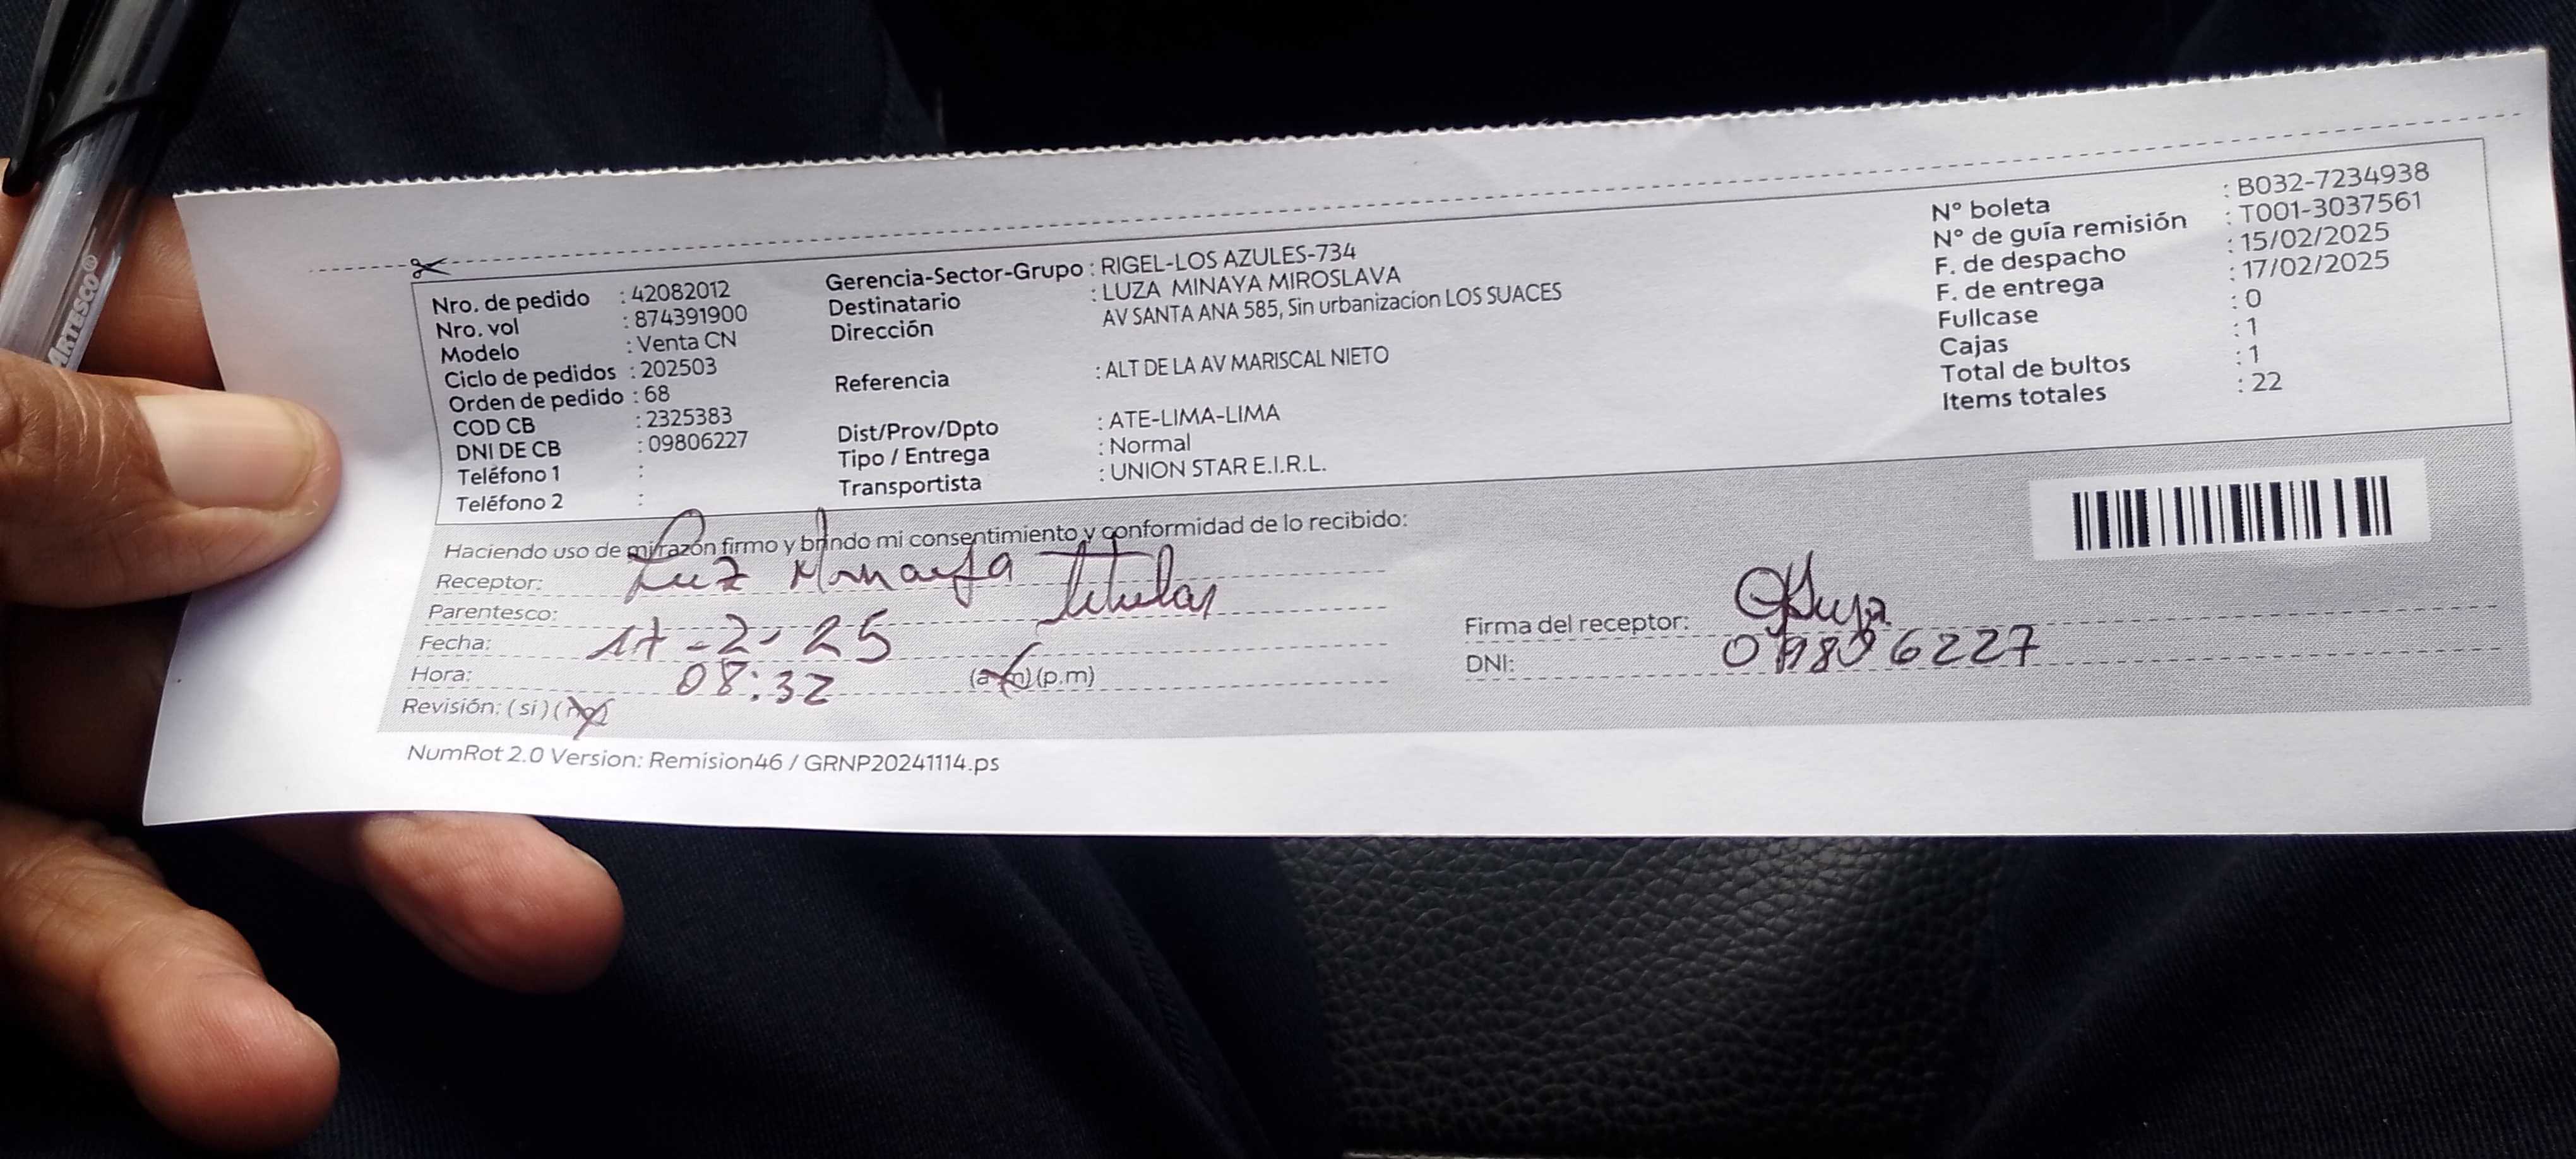 ARTESCO®
Nro. de pedido : 42082012
Nro. vol : 874391900
Modelo : Venta CN
Ciclo de pedidos : 202503
Orden de pedido : 68
COD CB : 2325383
DNI DE CB : 09806227
Teléfono 1 :
Teléfono 2 :
Gerencia-Sector-Grupo : RIGEL-LOS AZULES-734
Destinatario : LUZA MINAYA MIROSLAVA
Dirección AV SANTA ANA 585, Sin urbanizacion LOS SUACES
Referencia : ALT DE LA AV MARISCAL NIETO
Dist/Prov/Dpto : ATE-LIMA-LIMA
Tipo / Entrega : Normal
Transportista : UNION STAR E.I.R.L.
N° boleta : B032-7234938
N° de guía remisión : T001-3037561
F. de despacho : 15/02/2025
F. de entrega : 17/02/2025
Fullcase : 0
Cajas : 1
Total de bultos : 1
Items totales : 22
Haciendo uso de mi razón firmo y brindo mi consentimiento y conformidad de lo recibido:
Receptor: Luz Minaya
Parentesco: titular
Fecha: 17-2-25
Hora: 08:32 (a.m)(p.m)
Revisión: (si) (no)
Firma del receptor:
DNI: 09806227
NumRot 2.0 Version: Remision46 / GRNP20241114.ps